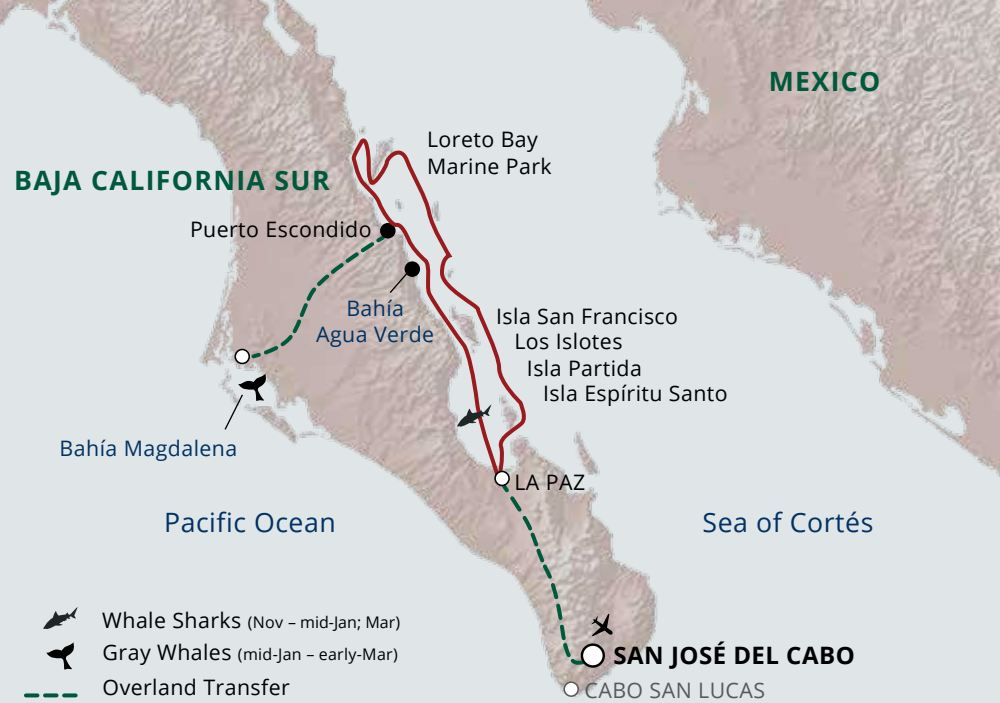 MEXICO
Loreto Bay
Marine Park
BAJA CALIFORNIA SUR
Puerto Escondido
Bahía
Agua Verde
Isla San Francisco
Los Islotes
Isla Partida
Isla Espíritu Santo
Bahía Magdalena
LA PAZ
Pacific Ocean
Sea of Cortés
Whale Sharks (Nov – mid-Jan; Mar)
Gray Whales (mid-Jan – early-Mar)
Overland Transfer
SAN JOSÉ DEL CABO
CABO SAN LUCAS